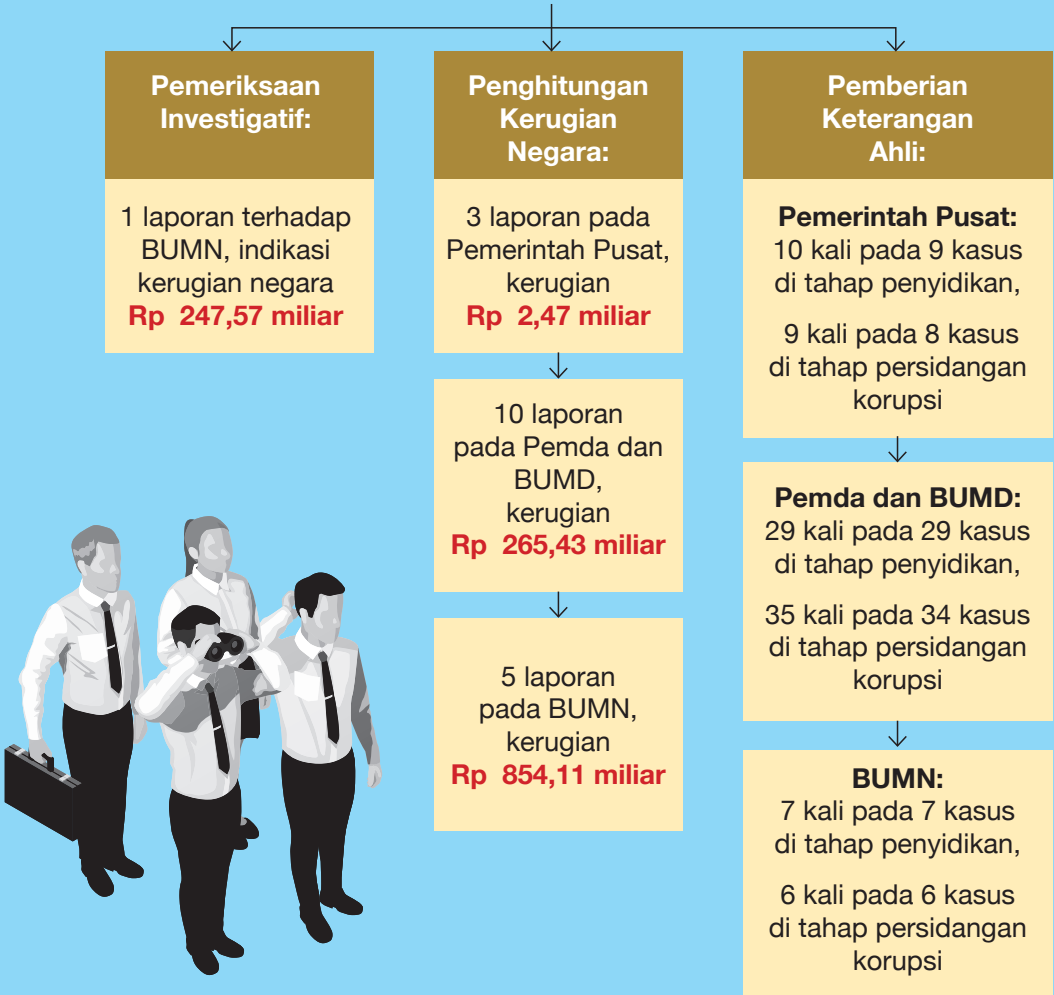 Pemeriksaan
Investigatif:
1 laporan terhadap
BUMN, indikasi
kerugian negara
Rp 247,57 miliar
Penghitungan
Kerugian
Negara:
3 laporan pada
Pemerintah Pusat,
kerugian
Rp 2,47 miliar
10 laporan
pada Pemda dan
BUMD,
kerugian
Rp 265,43 miliar
5 laporan
pada BUMN,
kerugian
Rp 854,11 miliar
Pemberian
Keterangan
Ahli:
Pemerintah Pusat:
10 kali pada 9 kasus
di tahap penyidikan,
9 kali pada 8 kasus
di tahap persidangan
korupsi
Pemda dan BUMD:
29 kali pada 29 kasus
di tahap penyidikan,
35 kali pada 34 kasus
di tahap persidangan
korupsi
BUMN:
7 kali pada 7 kasus
di tahap penyidikan,
6 kali pada 6 kasus
di tahap persidangan
korupsi